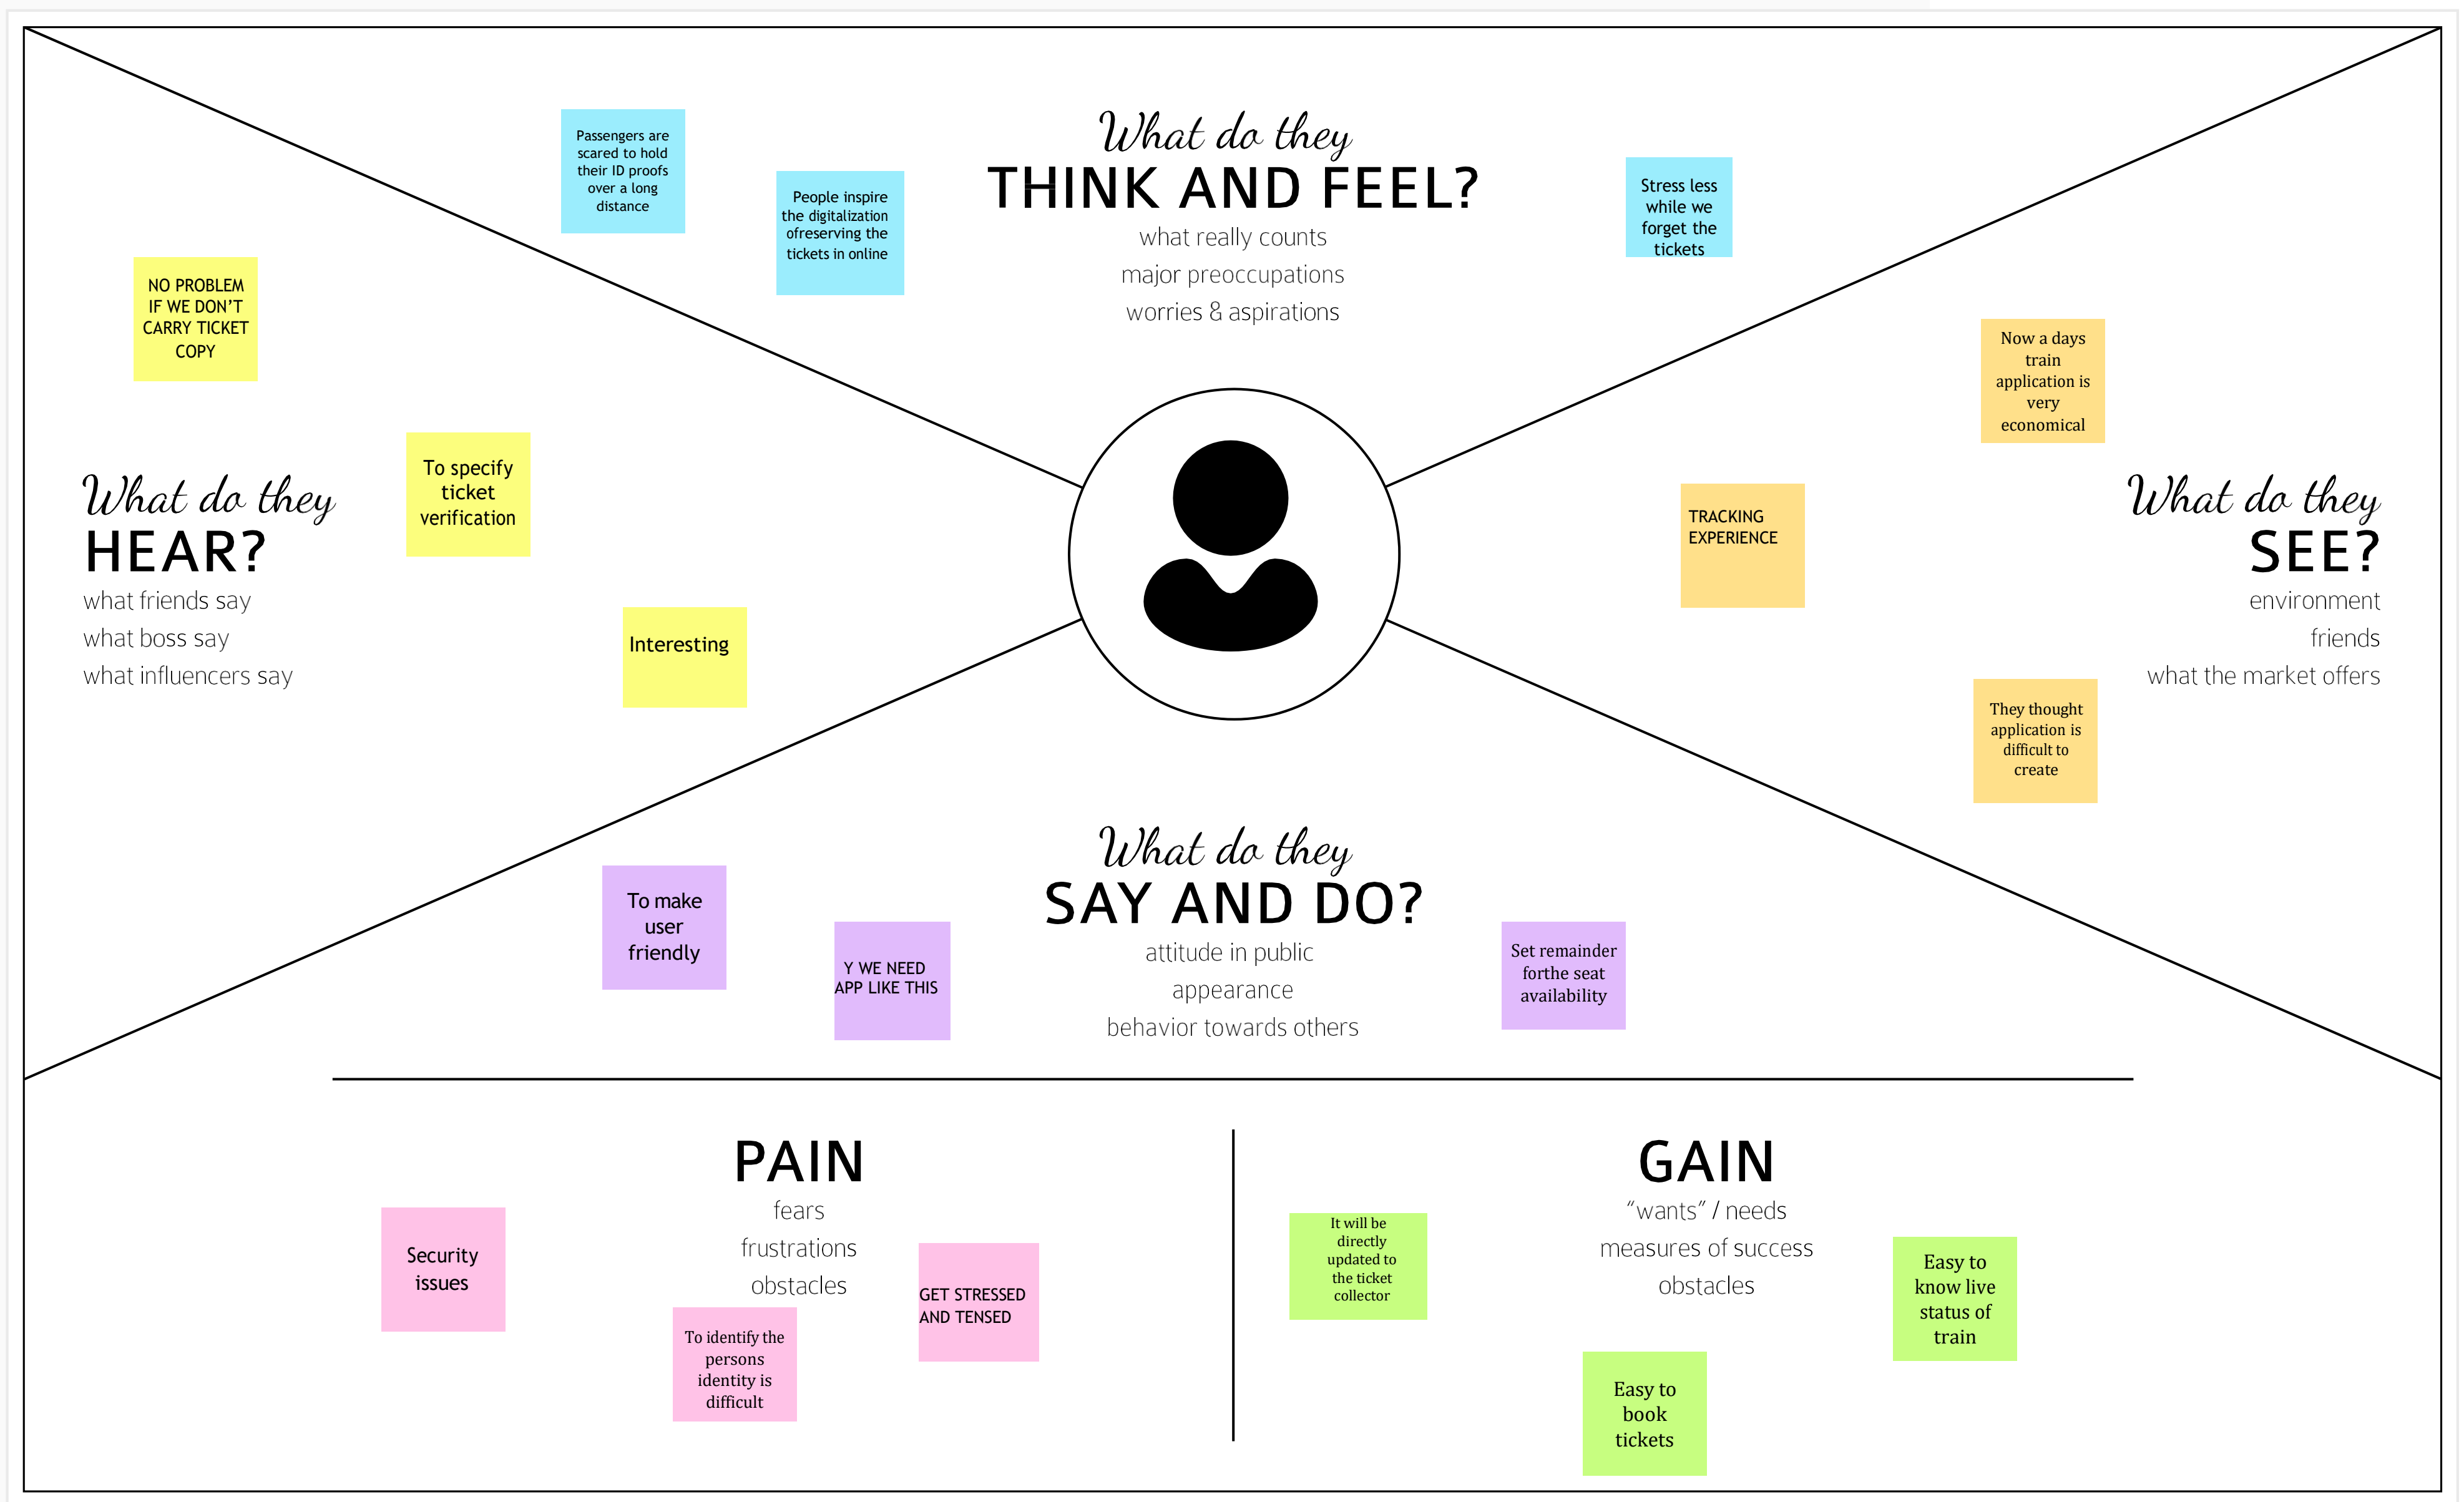 What do they
THINK AND FEEL?
what really counts
major preoccupations
worries & aspirations
Passengers are
scared to hold
their ID proofs
over a long
distance
People inspire
the digitalization
ofreserving the
tickets in online
Stress less
while we
forget the
tickets
What do they
HEAR?
what friends say
what boss say
what influencers say
NO PROBLEM
IF WE DON’T
CARRY TICKET
COPY
To specify
ticket
verification
Interesting
What do they
SEE?
environment
friends
what the market offers
Now a days
train
application is
very
economical
TRACKING
EXPERIENCE
They thought
application is
difficult to
create
What do they
SAY AND DO?
attitude in public
appearance
behavior towards others
To make
user
friendly
Y WE NEED
APP LIKE THIS
Set remainder
forthe seat
availability
PAIN
fears
frustrations
obstacles
Security
issues
To identify the
persons
identity is
difficult
GET STRESSED
AND TENSED
GAIN
“wants” / needs
measures of success
obstacles
It will be
directly
updated to
the ticket
collector
Easy to
book
tickets
Easy to
know live
status of
train